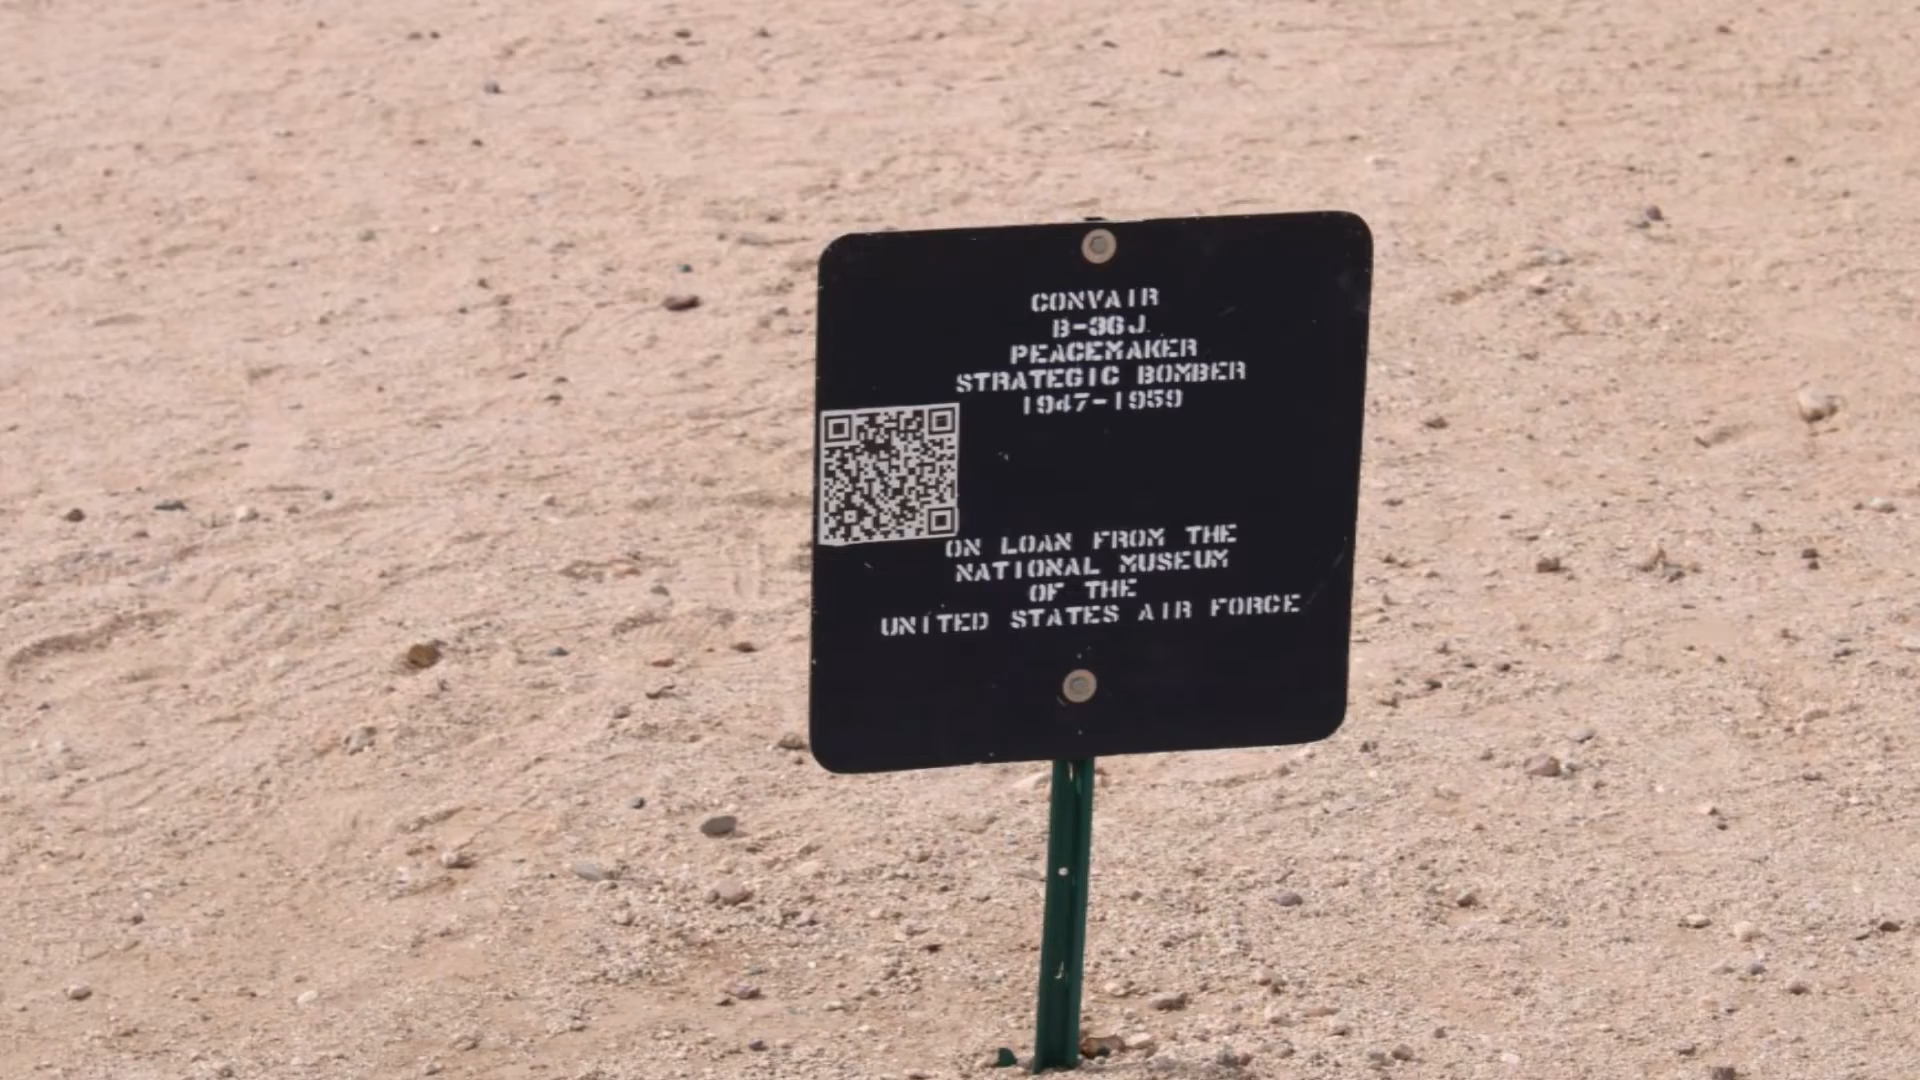 CONVAIR
B-36J
PEACEMAKER
STRATEGIC BOMBER
1947-1959
ON LOAN FROM THE
NATIONAL MUSEUM
OF THE
UNITED STATES AIR FORCE